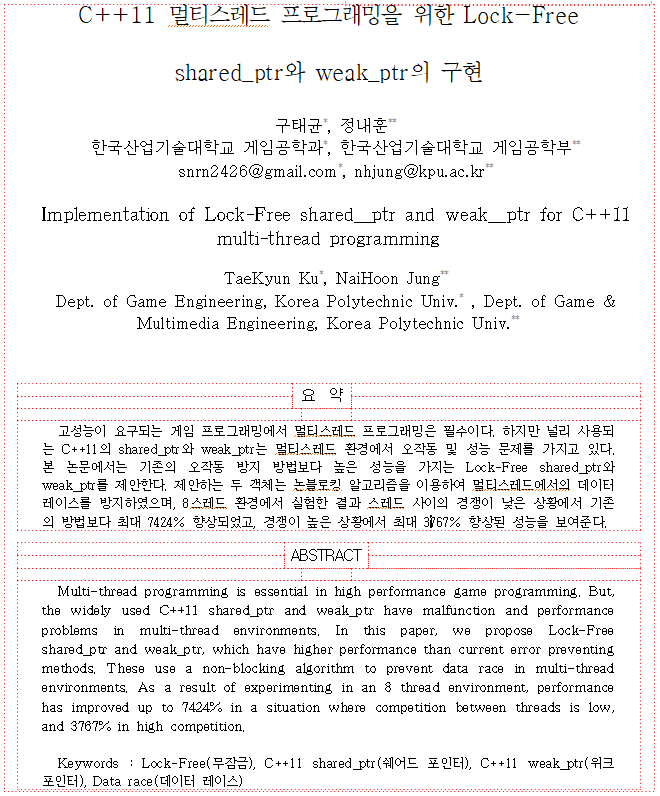 C++11 멀티스레드 프로그래밍을 위한 Lock-Free
shared_ptr와 weak_ptr의 구현
구태균*, 정내훈**
한국산업기술대학교 게임공학과*, 한국산업기술대학교 게임공학부**
snrn2426@gmail.com*, nhjung@kpu.ac.kr**
Implementation of Lock-Free shared_ptr and weak_ptr for C++11
multi-thread programming
TaeKyun Ku*, NaiHoon Jung**
Dept. of Game Engineering, Korea Polytechnic Univ.* , Dept. of Game &
Multimedia Engineering, Korea Polytechnic Univ.**
요 약
고성능이 요구되는 게임 프로그래밍에서 멀티스레드 프로그래밍은 필수이다. 하지만 널리 사용되
는 C++11의 shared_ptr와 weak_ptr는 멀티스레드 환경에서 오작동 및 성능 문제를 가지고 있다.
본 논문에서는 기존의 오작동 방지 방법보다 높은 성능을 가지는 Lock-Free shared_ptr와
weak_ptr를 제안한다. 제안하는 두 객체는 논블로킹 알고리즘을 이용하여 멀티스레드에서의 데이터
레이스를 방지하였으며, 8스레드 환경에서 실험한 결과 스레드 사이의 경쟁이 낮은 상황에서 기존
의 방법보다 최대 7424% 향상되었고, 경쟁이 높은 상황에서 최대 3767% 향상된 성능을 보여준다.
ABSTRACT
Multi-thread programming is essential in high performance game programming. But,
the widely used C++11 shared_ptr and weak_ptr have malfunction and performance
problems in multi-thread environments. In this paper, we propose Lock-Free
shared_ptr and weak_ptr, which have higher performance than current error preventing
methods. These use a non-blocking algorithm to prevent data race in multi-thread
environments. As a result of experimenting in an 8 thread environment, performance
has improved up to 7424% in a situation where competition between threads is low,
and 3767% in high competition.
Keywords : Lock-Free(무잠금), C++11 shared_ptr(쉐어드 포인터), C++11 weak_ptr(위크
포인터), Data race(데이터 레이스)